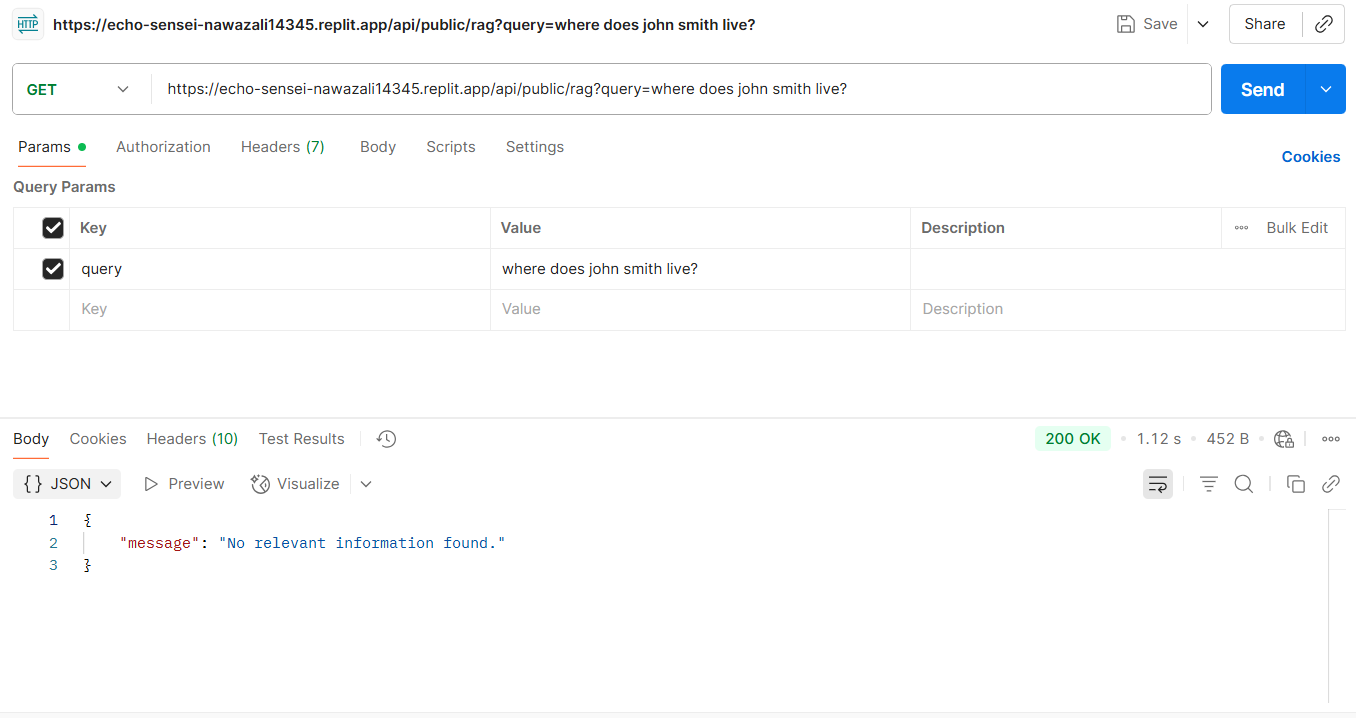 HTTP https://echo-sensei-nawazali14345.replit.app/api/public/rag?query=where does john smith live? Save Share
GET https://echo-sensei-nawazali14345.replit.app/api/public/rag?query=where does john smith live? Send
Params Authorization Headers (7) Body Scripts Settings Cookies
Query Params
Key Value Description Bulk Edit
query where does john smith live?
Key Value Description
Body Cookies Headers (10) Test Results 200 OK 1.12 s 452 B
{} JSON Preview Visualize
1 {
2 "message": "No relevant information found."
3 }